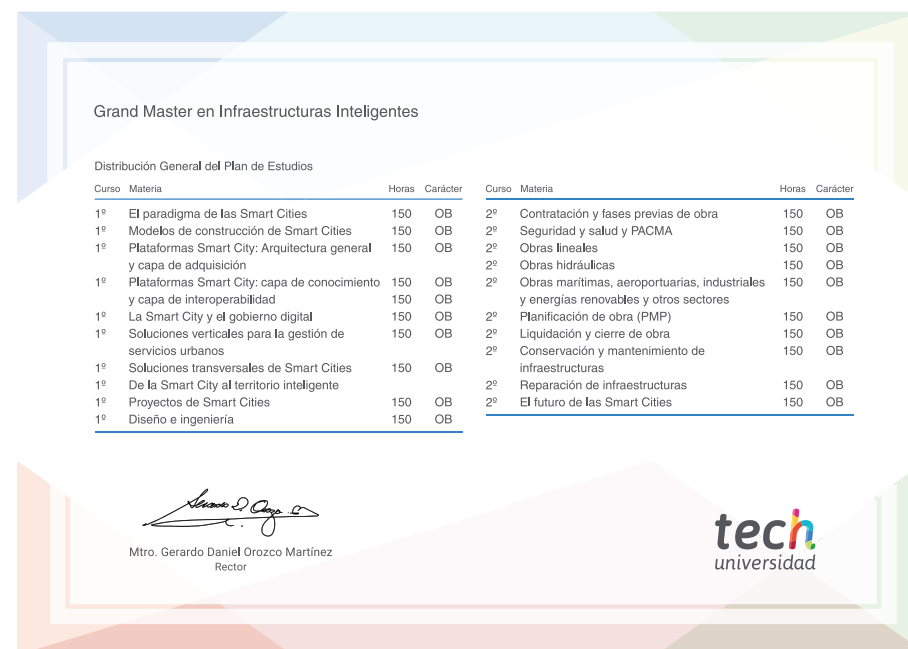 Grand Master en Infraestructuras Inteligentes
Distribución General del Plan de Estudios
Curso Materia Horas Carácter
1º El paradigma de las Smart Cities 150 OB
1º Modelos de construcción de Smart Cities 150 OB
1º Plataformas Smart City: Arquitectura general 150 OB
y capa de adquisición
1º Plataformas Smart City: capa de conocimiento 150 OB
y capa de interoperabilidad 150 OB
1º La Smart City y el gobierno digital 150 OB
1º Soluciones verticales para la gestión de 150 OB
servicios urbanos
1º Soluciones transversales de Smart Cities 150 OB
1º De la Smart City al territorio inteligente
1º Proyectos de Smart Cities 150 OB
1º Diseño e ingeniería 150 OB
Curso Materia Horas Carácter
2º Contratación y fases previas de obra 150 OB
2º Seguridad y salud y PACMA 150 OB
2º Obras lineales 150 OB
2º Obras hidráulicas 150 OB
2º Obras marítimas, aeroportuarias, industriales 150 OB
y energías renovables y otros sectores
2º Planificación de obra (PMP) 150 OB
2º Liquidación y cierre de obra 150 OB
2º Conservación y mantenimiento de 150 OB
infraestructuras
2º Reparación de infraestructuras 150 OB
2º El futuro de las Smart Cities 150 OB
Mtro. Gerardo Daniel Orozco Martínez
Rector
tech
universidad